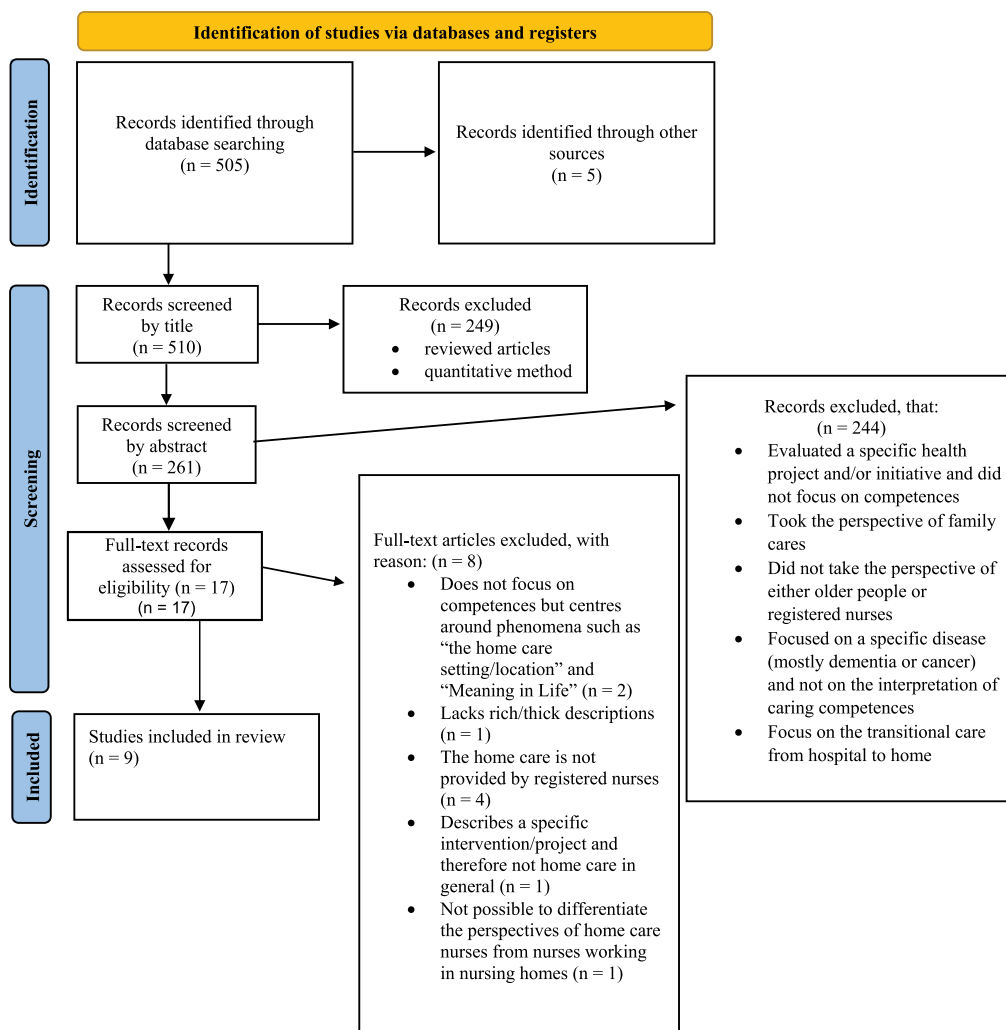 Identification of studies via databases and registers
Identification
Records identified through
database searching
(n = 505)
Records identified through other
sources
(n = 5)
Screening
Records screened
by title
(n = 510)
Records excluded
(n = 249)
• reviewed articles
• quantitative method
Records screened
by abstract
(n = 261)
Records excluded, that:
(n = 244)
• Evaluated a specific health
project and/or initiative and did
not focus on competences
• Took the perspective of family
cares
• Did not take the perspective of
either older people or
registered nurses
• Focused on a specific disease
(mostly dementia or cancer)
and not on the interpretation of
caring competences
• Focus on the transitional care
from hospital to home
Full-text records
assessed for
eligibility (n = 17)
(n = 17)
Full-text articles excluded, with
reason: (n = 8)
• Does not focus on
competences but centres
around phenomena such as
“the home care
setting/location” and
“Meaning in Life” (n = 2)
• Lacks rich/thick descriptions
(n = 1)
• The home care is not
provided by registered nurses
(n = 4)
• Describes a specific
intervention/project and
therefore not home care in
general (n = 1)
• Not possible to differentiate
the perspectives of home care
nurses from nurses working
in nursing homes (n = 1)
Included
Studies included in review
(n = 9)